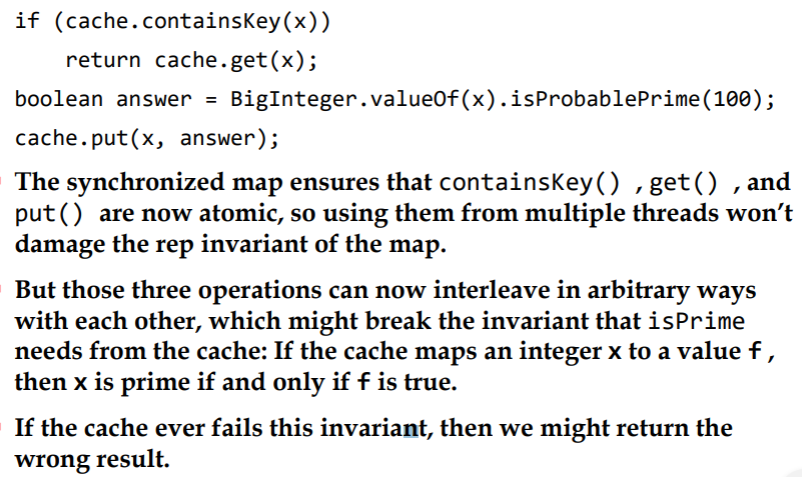 if (cache.containsKey(x))
return cache.get(x);
boolean answer = BigInteger.valueOf(x).isProbablePrime(100);
cache.put(x, answer);
The synchronized map ensures that containsKey() ,get() , and
put() are now atomic, so using them from multiple threads won’t
damage the rep invariant of the map.
But those three operations can now interleave in arbitrary ways
with each other, which might break the invariant that isPrime
needs from the cache: If the cache maps an integer x to a value f ,
then x is prime if and only if f is true.
If the cache ever fails this invariant, then we might return the
wrong result.